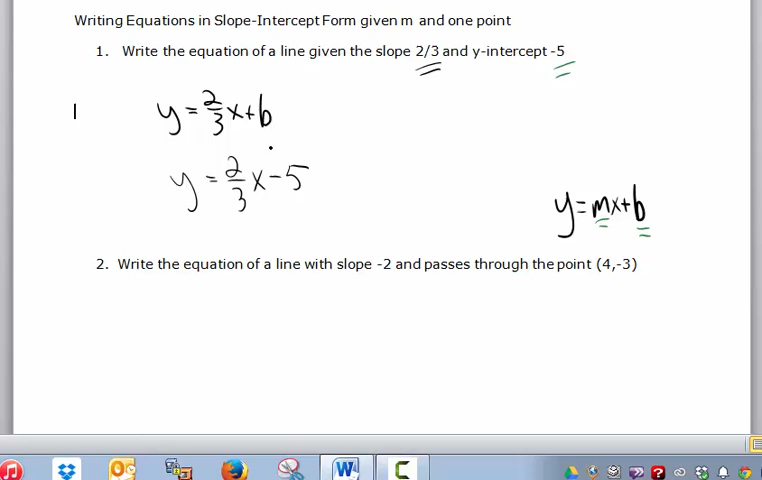 Writing Equations in Slope-Intercept Form given m and one point
1. Write the equation of a line given the slope 2/3 and y-intercept -5
y = 2/3 x + b
y = 2/3 x - 5
y = mx + b
2. Write the equation of a line with slope -2 and passes through the point (4,-3)